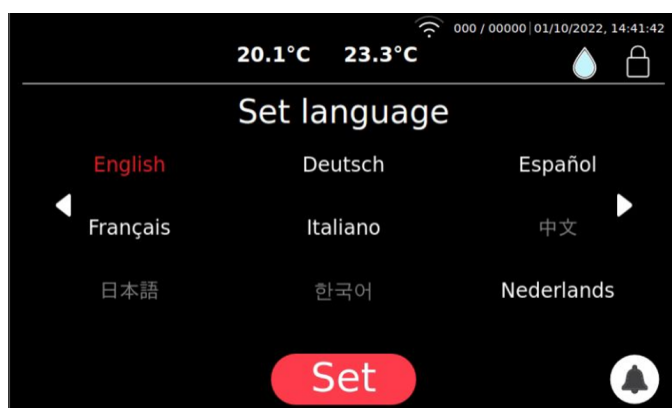 000 / 00000 | 01/10/2022, 14:41:42
20.1°C 23.3°C
Set language
English Deutsch Español
Français Italiano 中文
日本語 한국어 Nederlands
Set